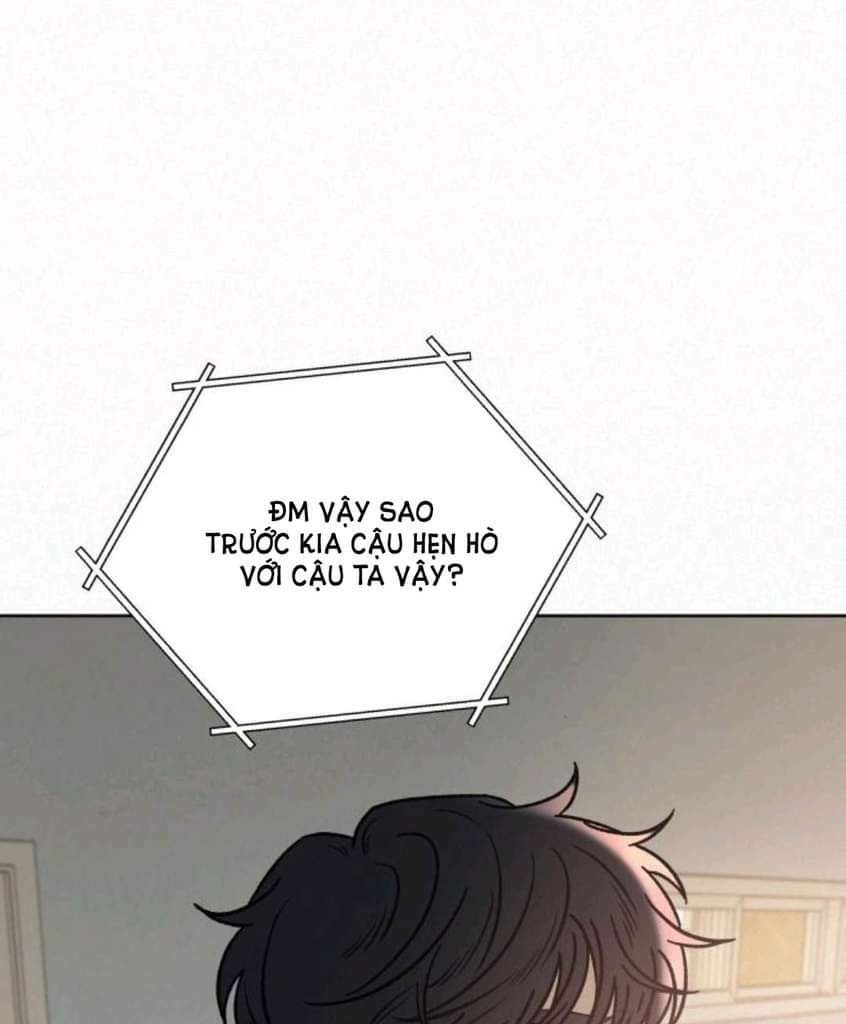 ĐM VẬY SAO
TRƯỚC KIA CẬU HẸN HÒ
VỚI CẬU TA VẬY?